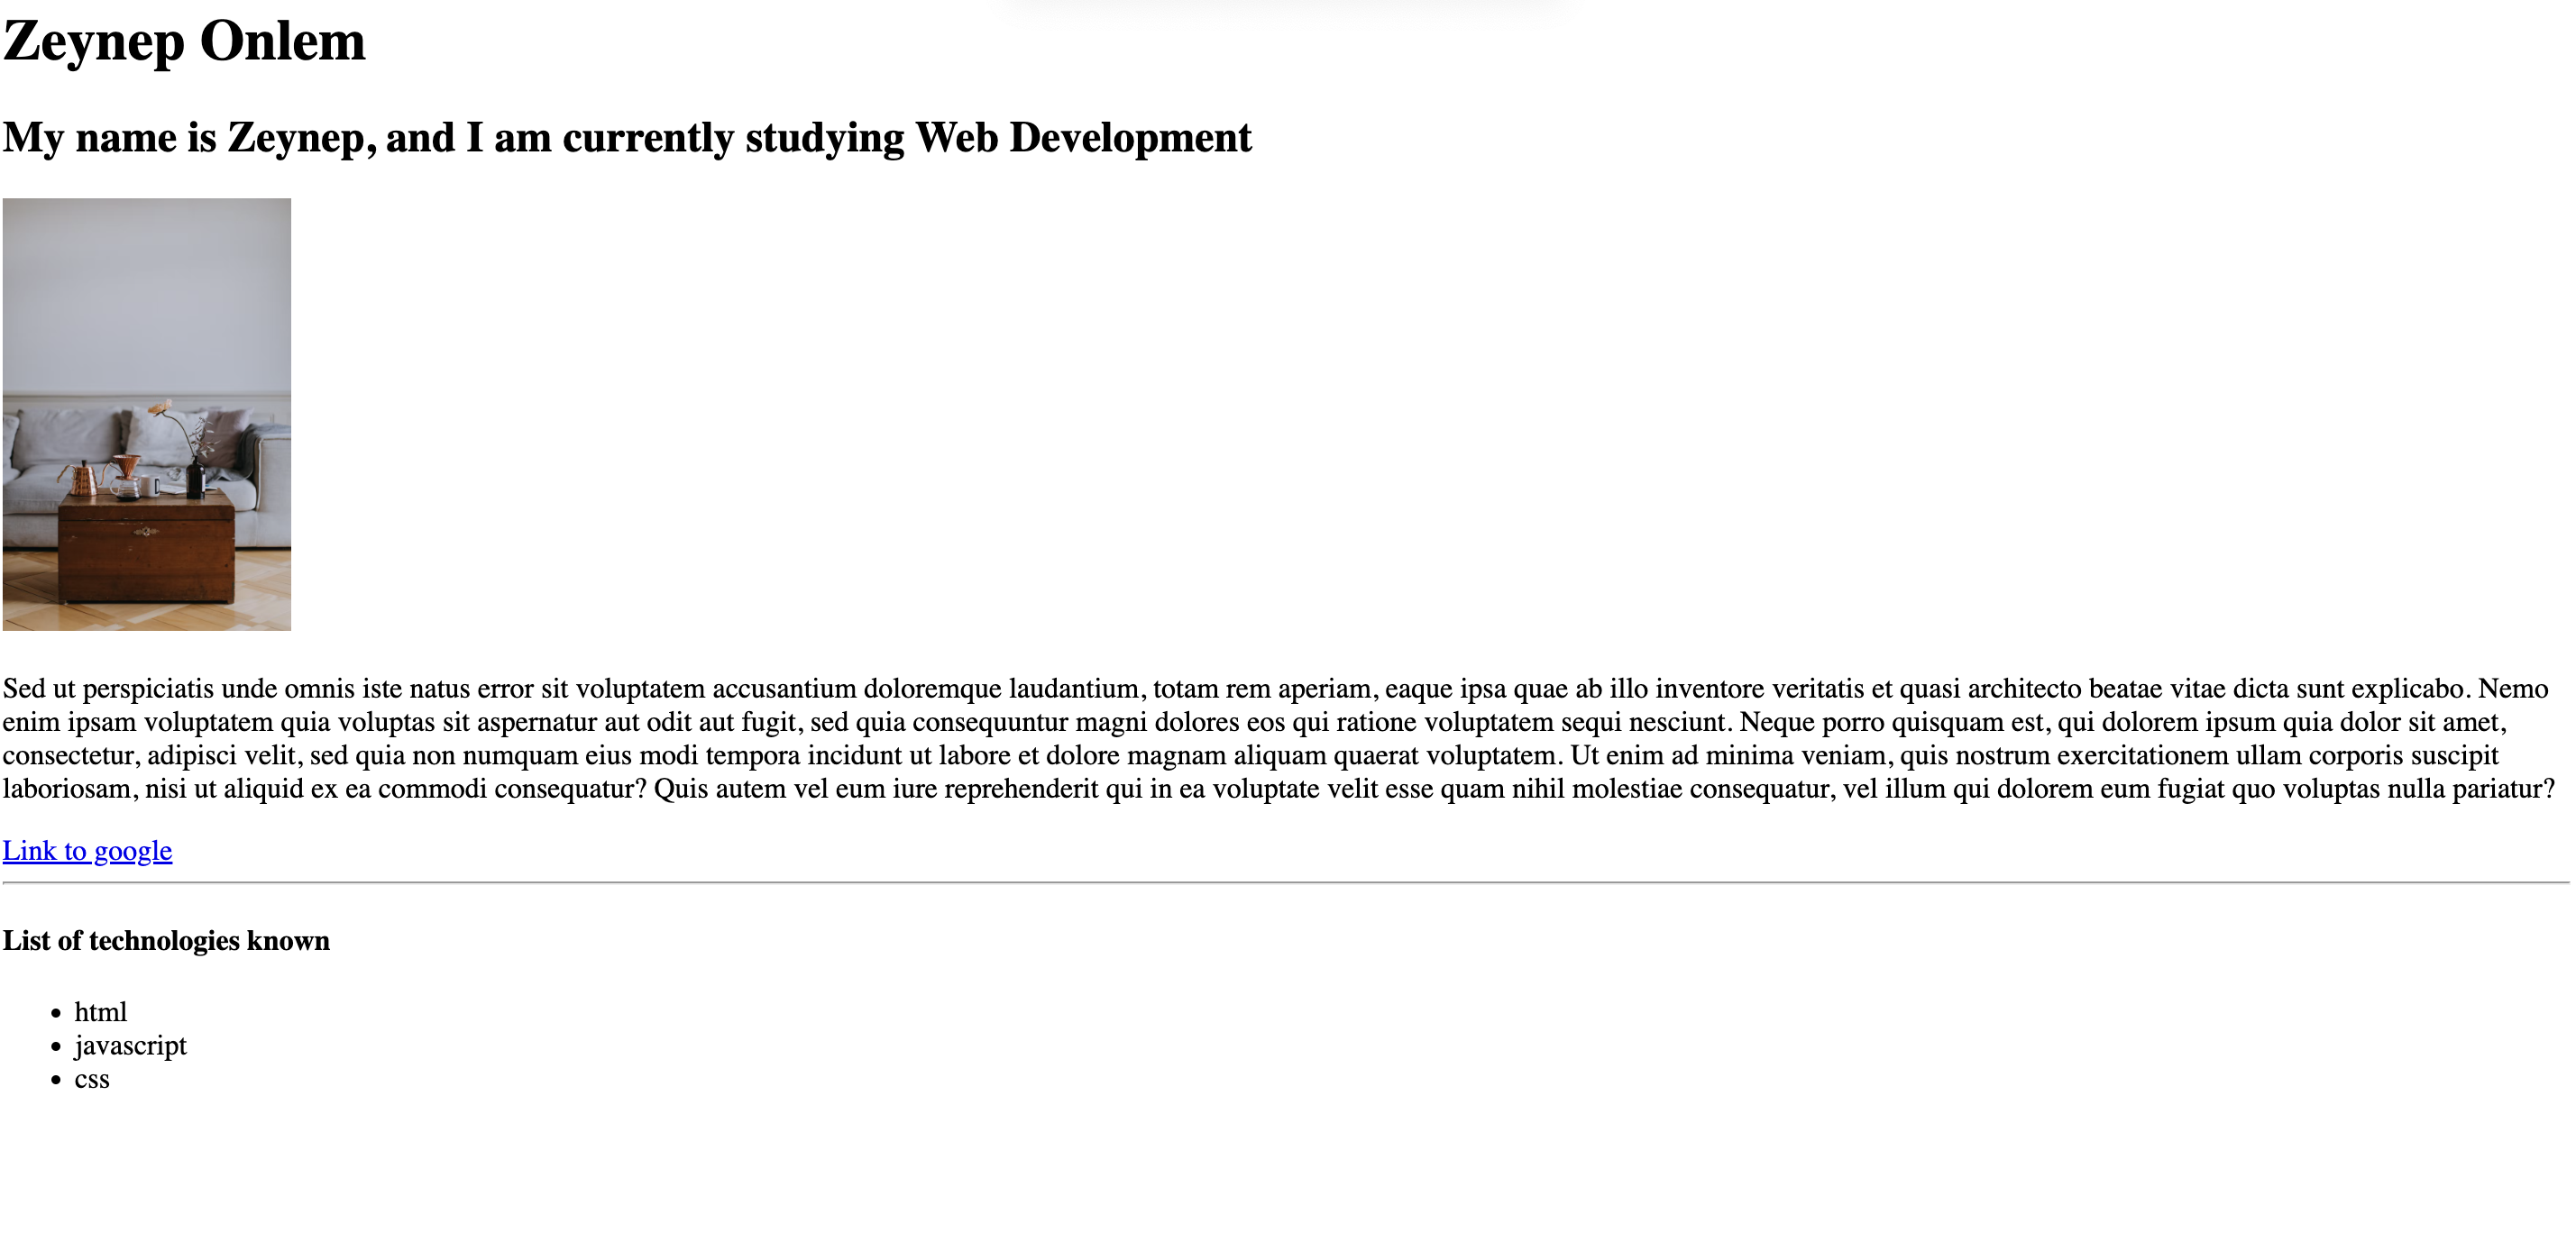 Zeynep Onlem
My name is Zeynep, and I am currently studying Web Development
Sed ut perspiciatis unde omnis iste natus error sit voluptatem accusantium doloremque laudantium, totam rem aperiam, eaque ipsa quae ab illo inventore veritatis et quasi architecto beatae vitae dicta sunt explicabo. Nemo
enim ipsam voluptatem quia voluptas sit aspernatur aut odit aut fugit, sed quia consequuntur magni dolores eos qui ratione voluptatem sequi nesciunt. Neque porro quisquam est, qui dolorem ipsum quia dolor sit amet,
consectetur, adipisci velit, sed quia non numquam eius modi tempora incidunt ut labore et dolore magnam aliquam quaerat voluptatem. Ut enim ad minima veniam, quis nostrum exercitationem ullam corporis suscipit
laboriosam, nisi ut aliquid ex ea commodi consequatur? Quis autem vel eum iure reprehenderit qui in ea voluptate velit esse quam nihil molestiae consequatur, vel illum qui dolorem eum fugiat quo voluptas nulla pariatur?
Link to google
List of technologies known
• html
• javascript
• css